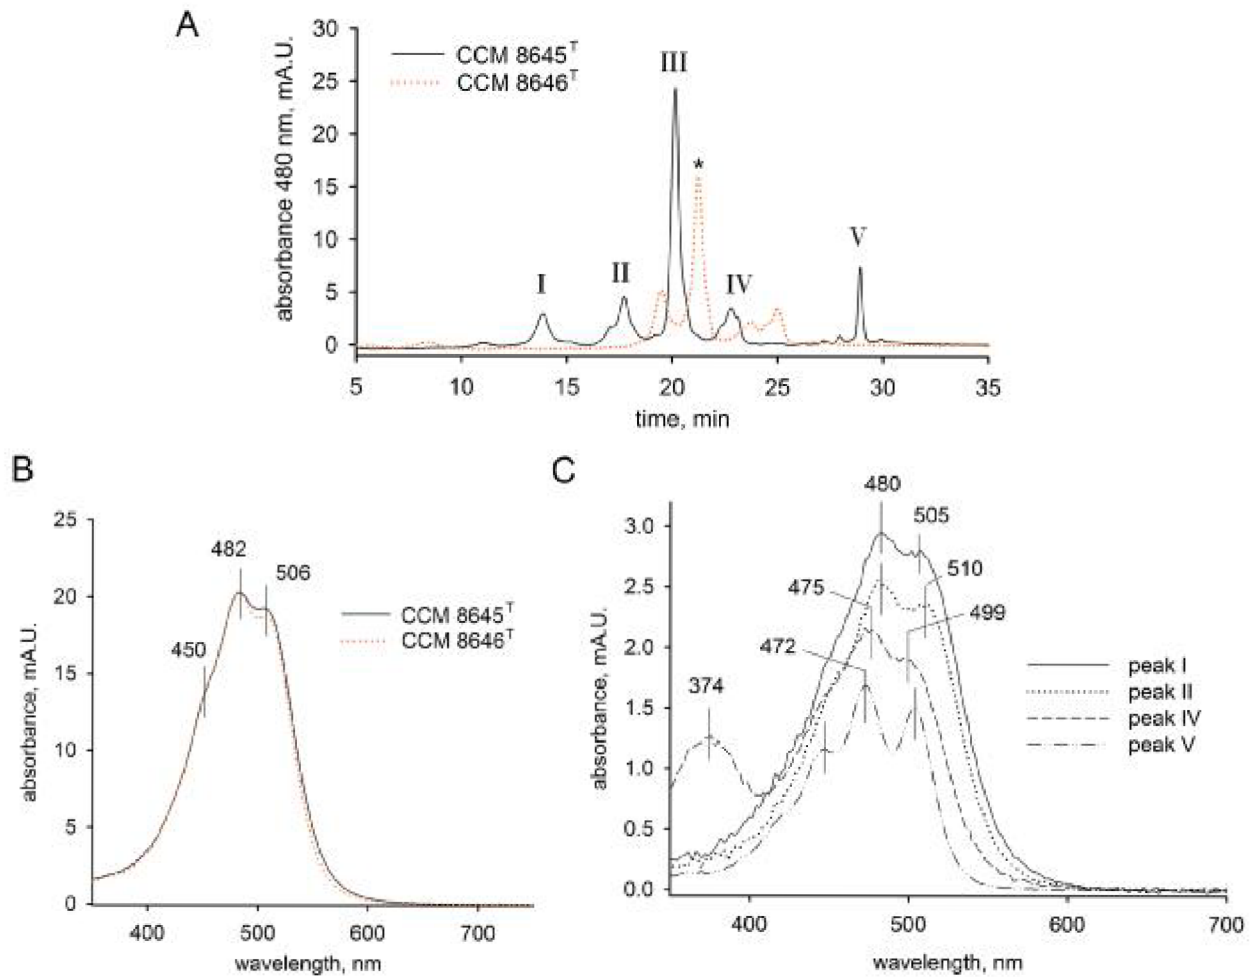 A
absorbance 480 nm, mA.U.
30
25
20
15
10
5
0
CCM 8645T
CCM 8646T
I
II
III
*
IV
V
5 10 15 20 25 30 35
time, min
B
absorbance, mA.U.
25
20
15
10
5
0
482
506
450
CCM 8645T
CCM 8646T
400 500 600 700
wavelength, nm
C
absorbance, mA.U.
3.0
2.5
2.0
1.5
1.0
0.5
0.0
480
505
510
475
499
472
374
peak I
peak II
peak IV
peak V
400 500 600 700
wavelength, nm